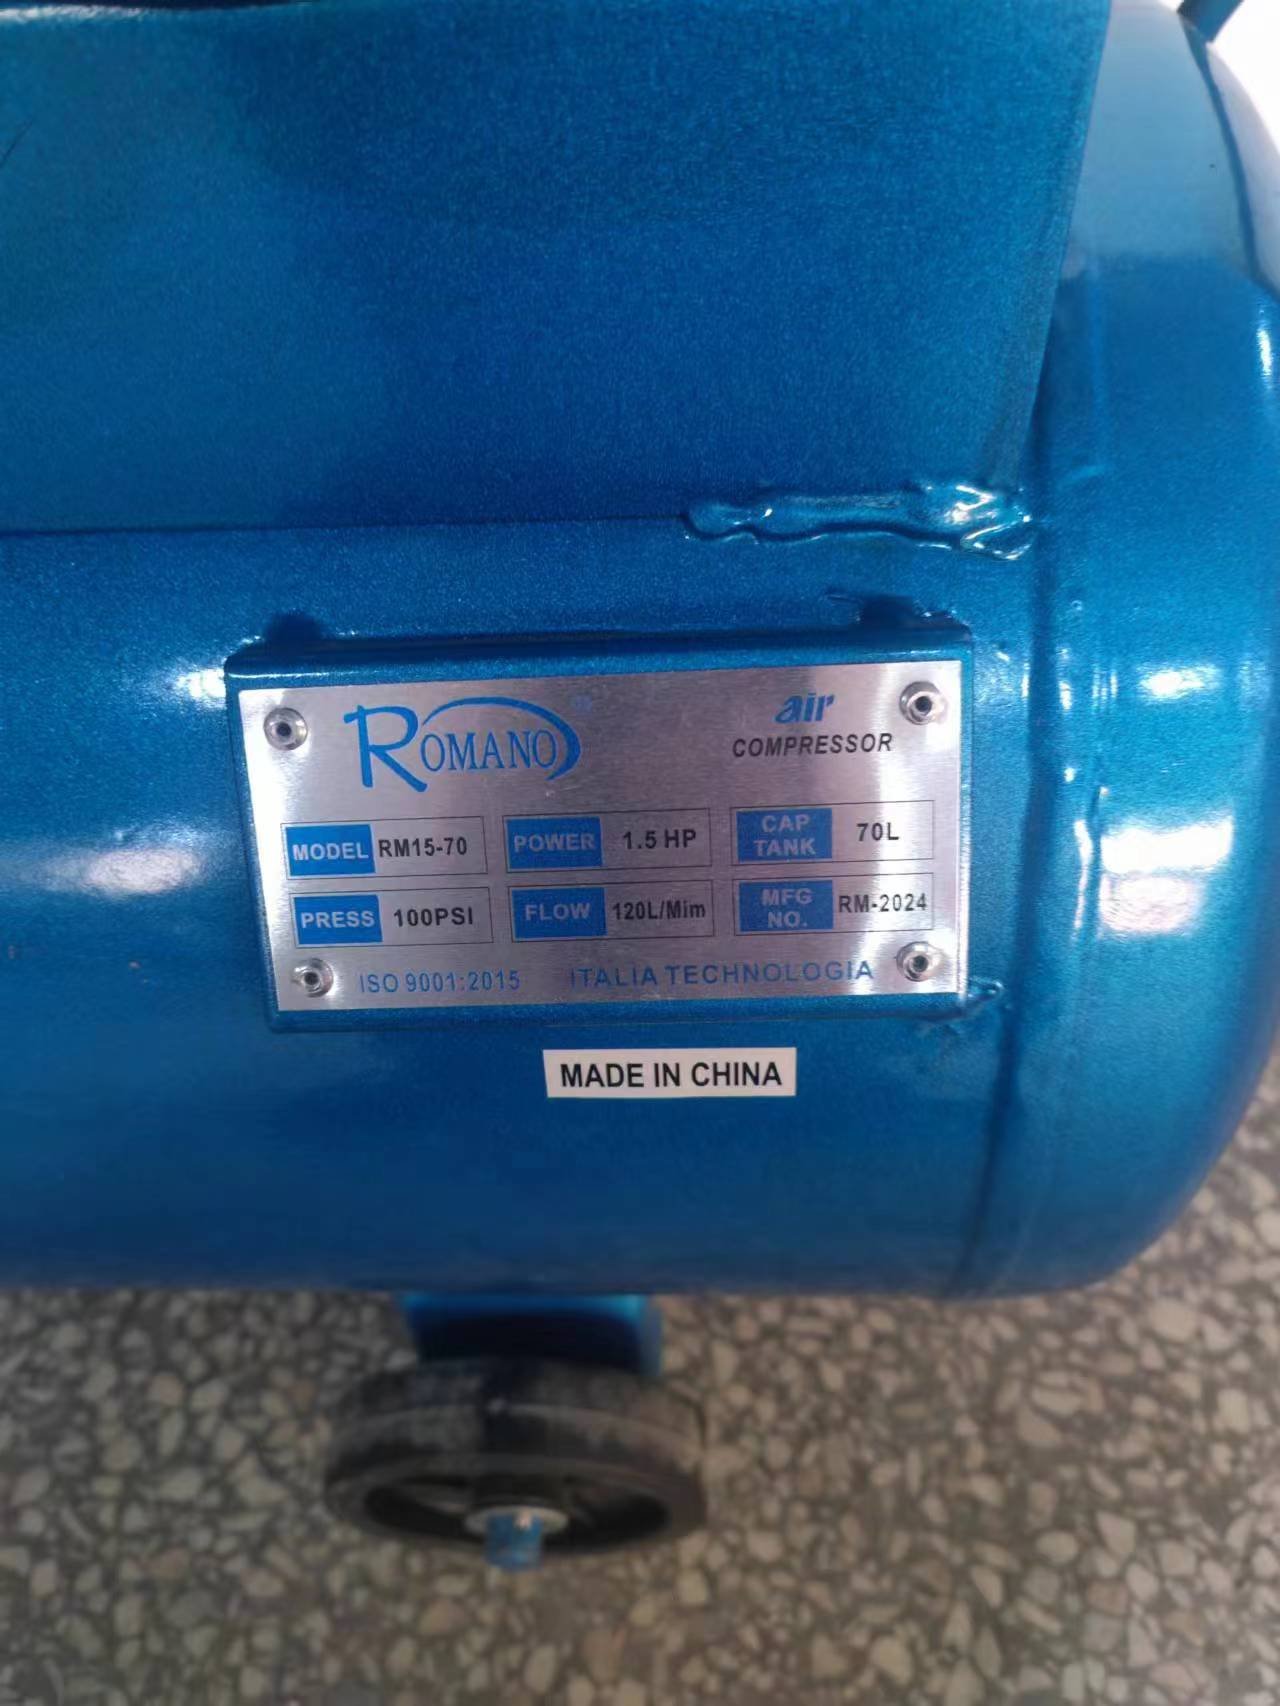 ROMANO®
air
COMPRESSOR
MODEL RM15-70
POWER 1.5 HP
CAP TANK 70L
PRESS 100PSI
FLOW 120L/Mim
MFG NO. RM-2024
ISO 9001:2015 ITALIA TECHNOLOGIA
MADE IN CHINA